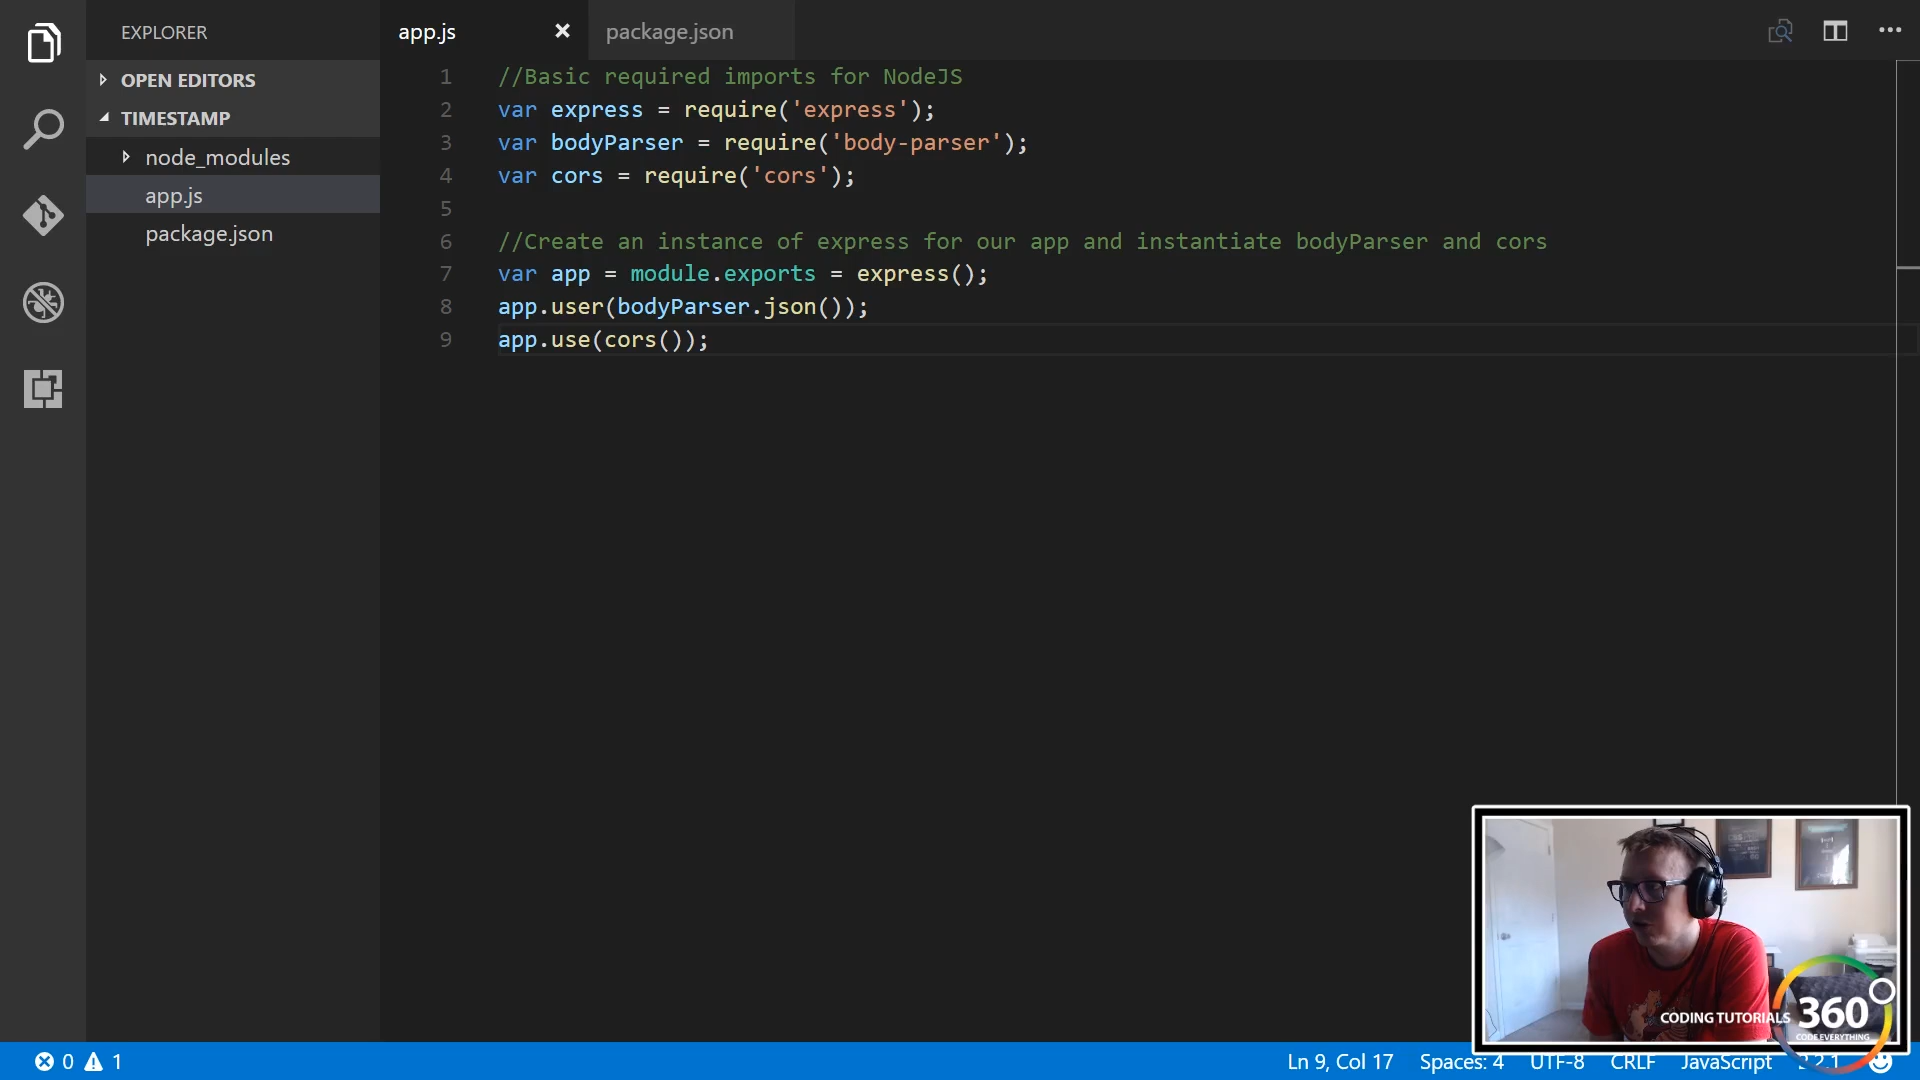 EXPLORER
OPEN EDITORS
TIMESTAMP
node_modules
app.js
package.json
app.js
package.json
1 //Basic required imports for NodeJS
2 var express = require('express');
3 var bodyParser = require('body-parser');
4 var cors = require('cors');
5
6 //Create an instance of express for our app and instantiate bodyParser and cors
7 var app = module.exports = express();
8 app.user(bodyParser.json());
9 app.use(cors());
CODING TUTORIALS 360
CODE EVERYTHING
0 1
Ln 9, Col 17 Spaces: 4 UTF-8 CRLF JavaScript 2.2.1